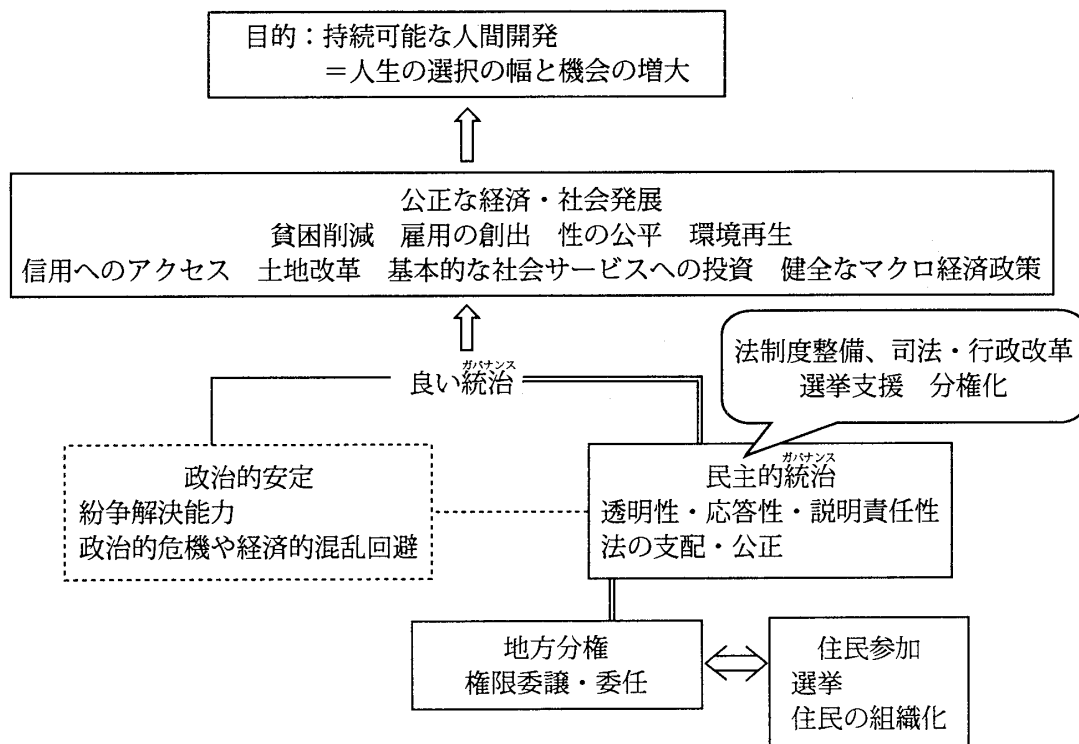 目的：持続可能な人間開発
＝人生の選択の幅と機会の増大
公正な経済・社会発展
貧困削減　雇用の創出　性の公平　環境再生
信用へのアクセス　土地改革　基本的な社会サービスへの投資　健全なマクロ経済政策
法制度整備、司法・行政改革
選挙支援　分権化
ガバナンス
良い統治
政治的安定
紛争解決能力
政治的危機や経済的混乱回避
ガバナンス
民主的統治
透明性・応答性・説明責任性
法の支配・公正
地方分権
権限委譲・委任
住民参加
選挙
住民の組織化